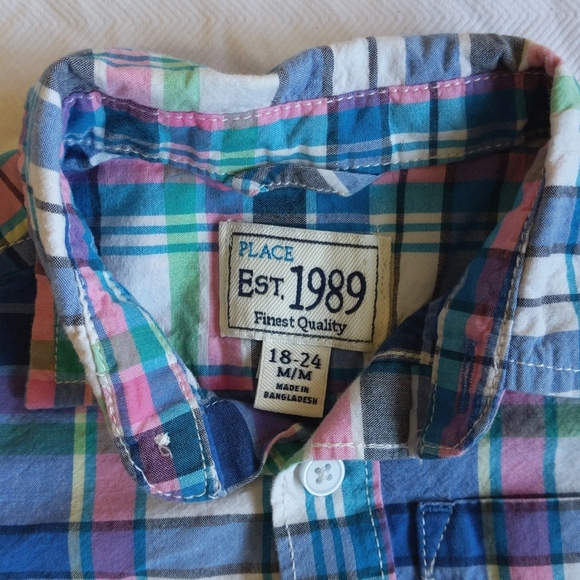 PLACE
EST. 1989
Finest Quality
18-24
M/M
MADE IN
BANGLADESH